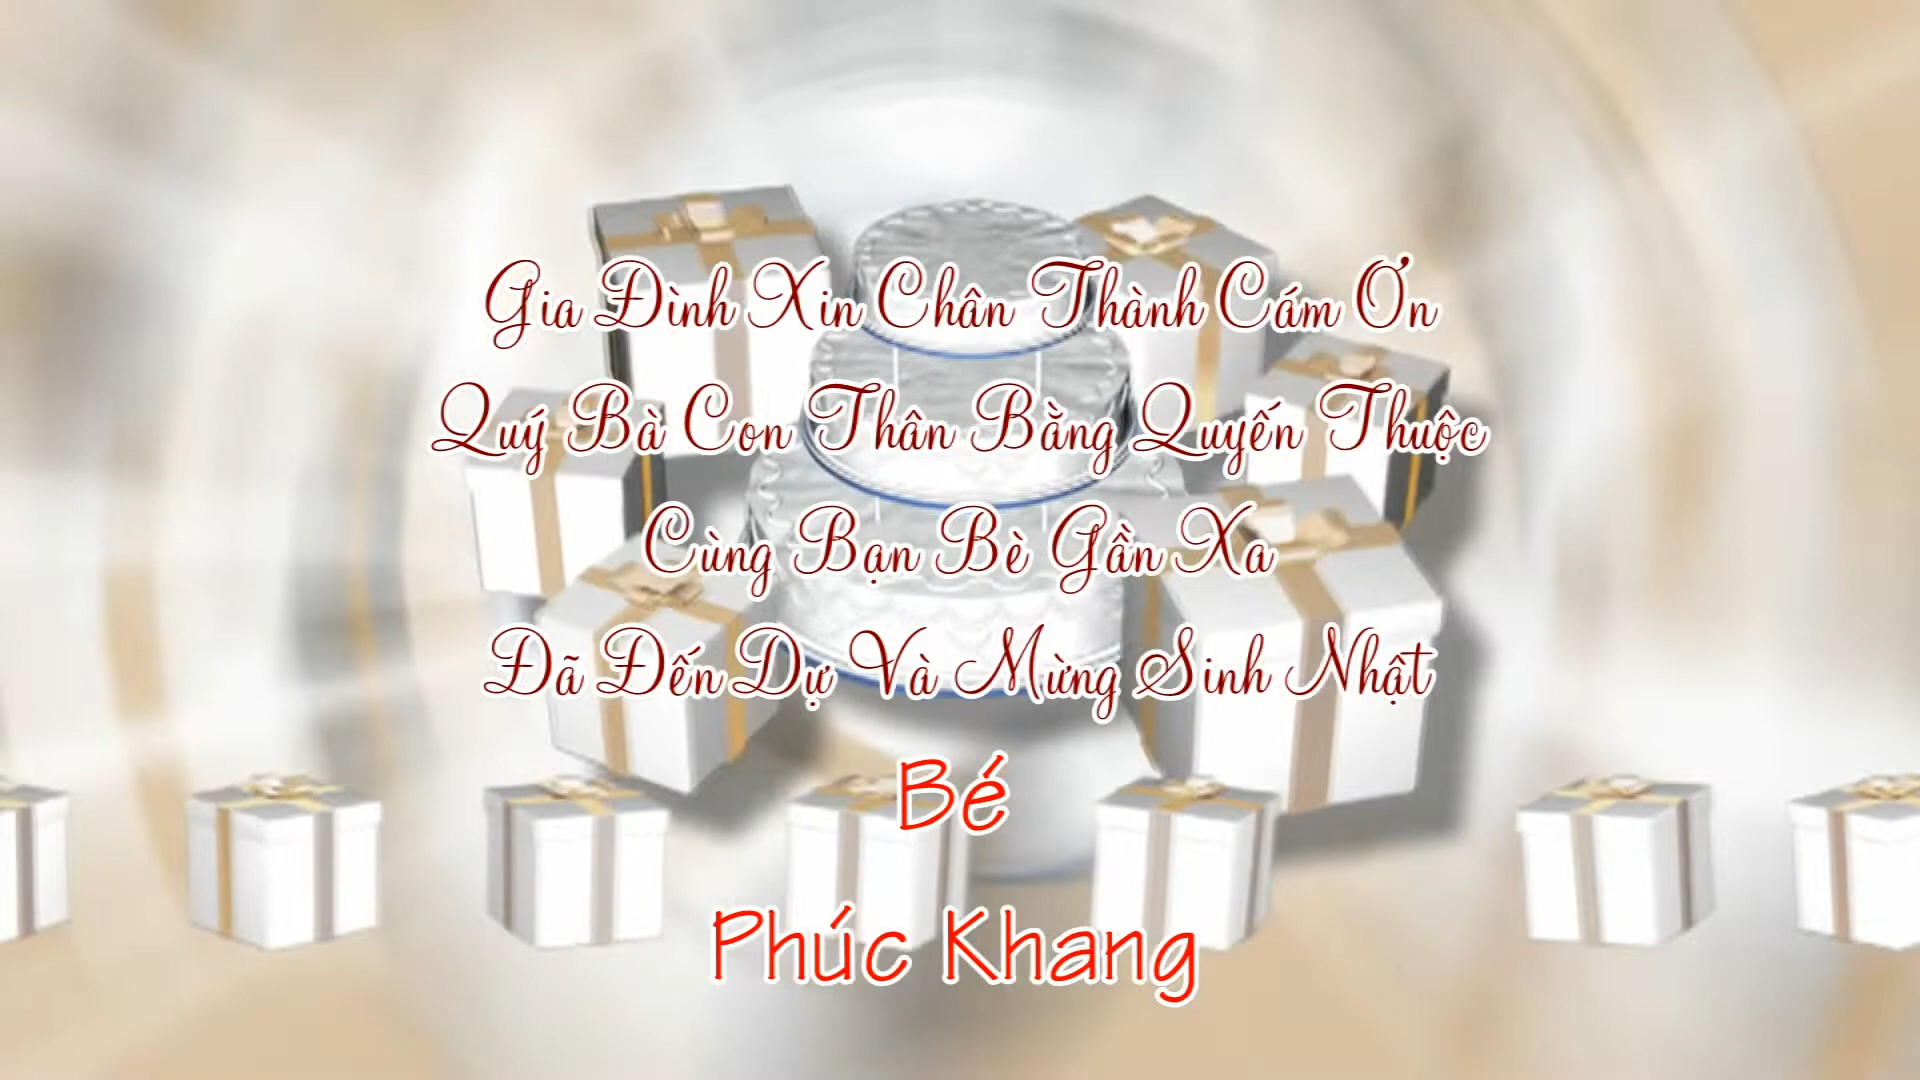 Gia Đình Xin Chân Thành Cám Ơn
Quý Bà Con Thân Bằng Quyến Thuộc
Cùng Bạn Bè Gần Xa
Đã Đến Dự Và Mừng Sinh Nhật
Bé
Phúc Khang